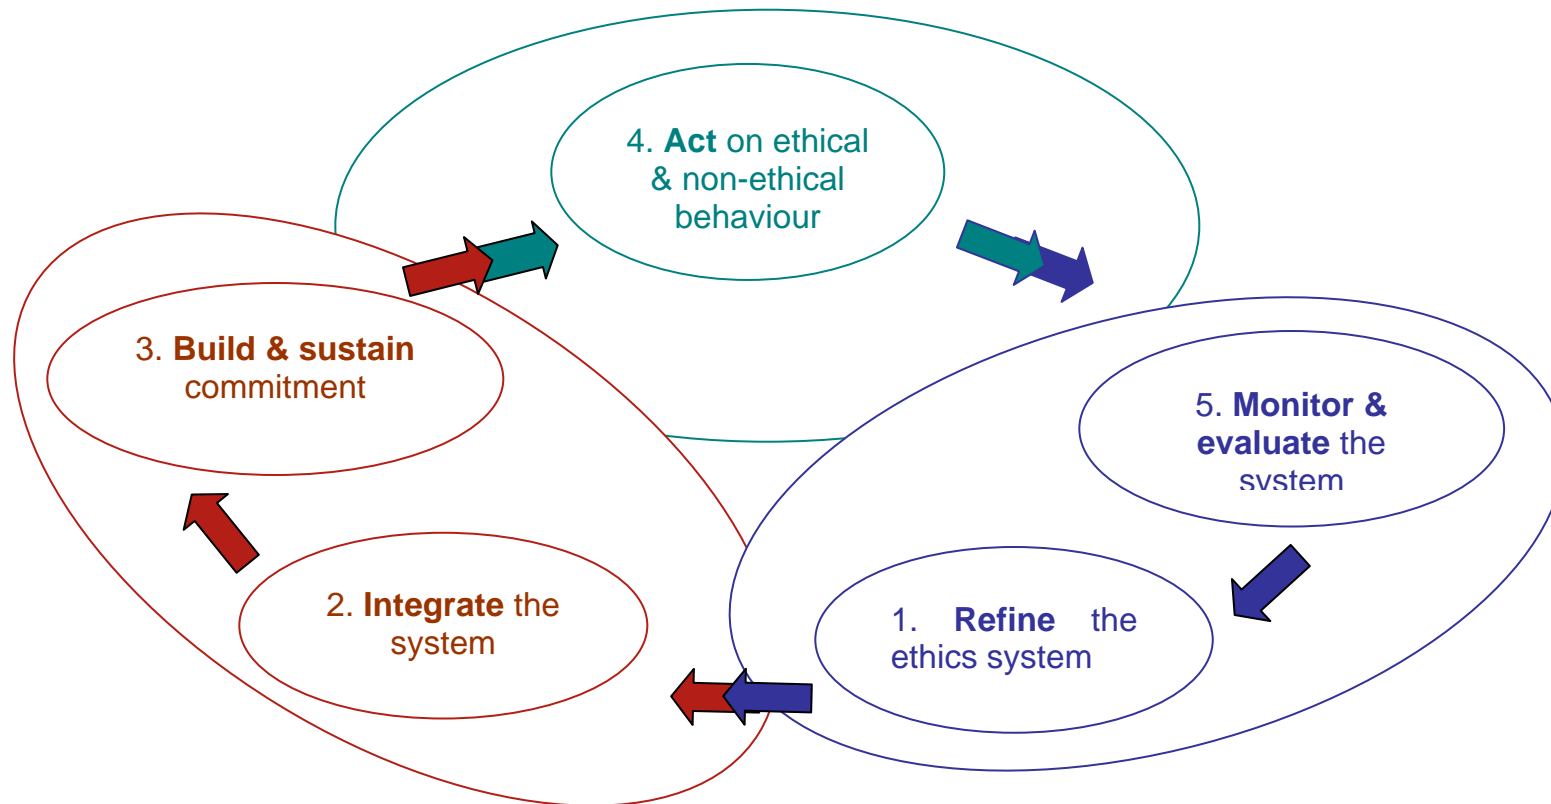 4. Act on ethical
& non-ethical
behaviour
3. Build & sustain
commitment
5. Monitor &
evaluate the
system
2. Integrate the
system
1. Refine the
ethics system